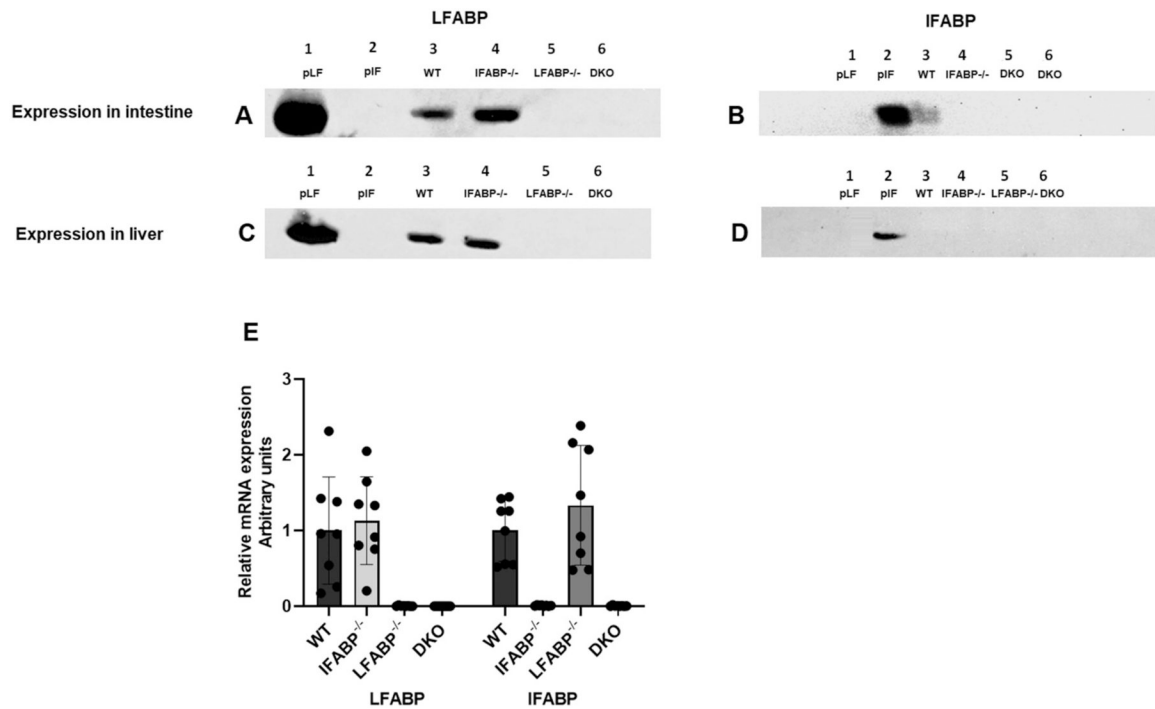 LFABP
IFABP
1 2 3 4 5 6
pLF pIF WT IFABP-/- LFABP-/- DKO
1 2 3 4 5 6
pLF pIF WT IFABP-/- DKO DKO
Expression in intestine
A
B
1 2 3 4 5 6
pLF pIF WT IFABP-/- LFABP-/- DKO
1 2 3 4 5 6
pLF pIF WT IFABP-/- LFABP-/- DKO
Expression in liver
C
D
E
Relative mRNA expression
Arbitrary units
3
2
1
0
WT IFABP-/- LFABP-/- DKO WT IFABP-/- LFABP-/- DKO
LFABP IFABP